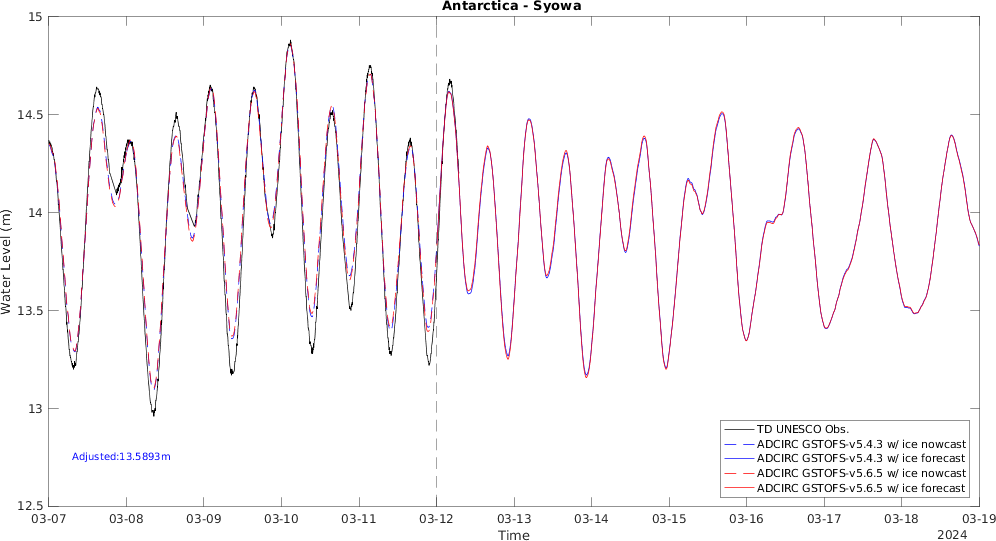 Antarctica - Syowa
15
14.5
14
13.5
13
12.5
Water Level (m)
Adjusted:13.5893m
TD UNESCO Obs.
ADCIRC GSTOFS-v5.4.3 w/ ice nowcast
ADCIRC GSTOFS-v5.4.3 w/ ice forecast
ADCIRC GSTOFS-v5.6.5 w/ ice nowcast
ADCIRC GSTOFS-v5.6.5 w/ ice forecast
03-07 03-08 03-09 03-10 03-11 03-12 03-13 03-14 03-15 03-16 03-17 03-18 03-19
Time
2024